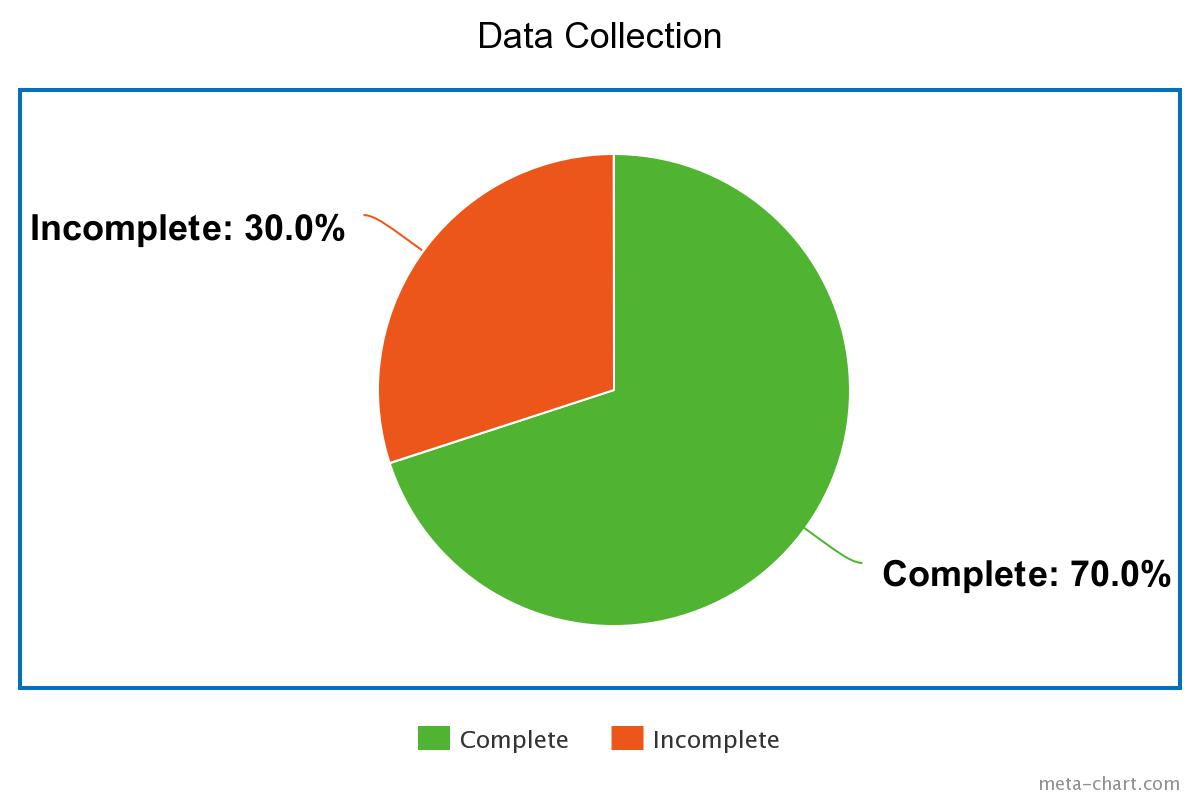 Data Collection
Incomplete: 30.0%
Complete: 70.0%
Complete
Incomplete
meta-chart.com